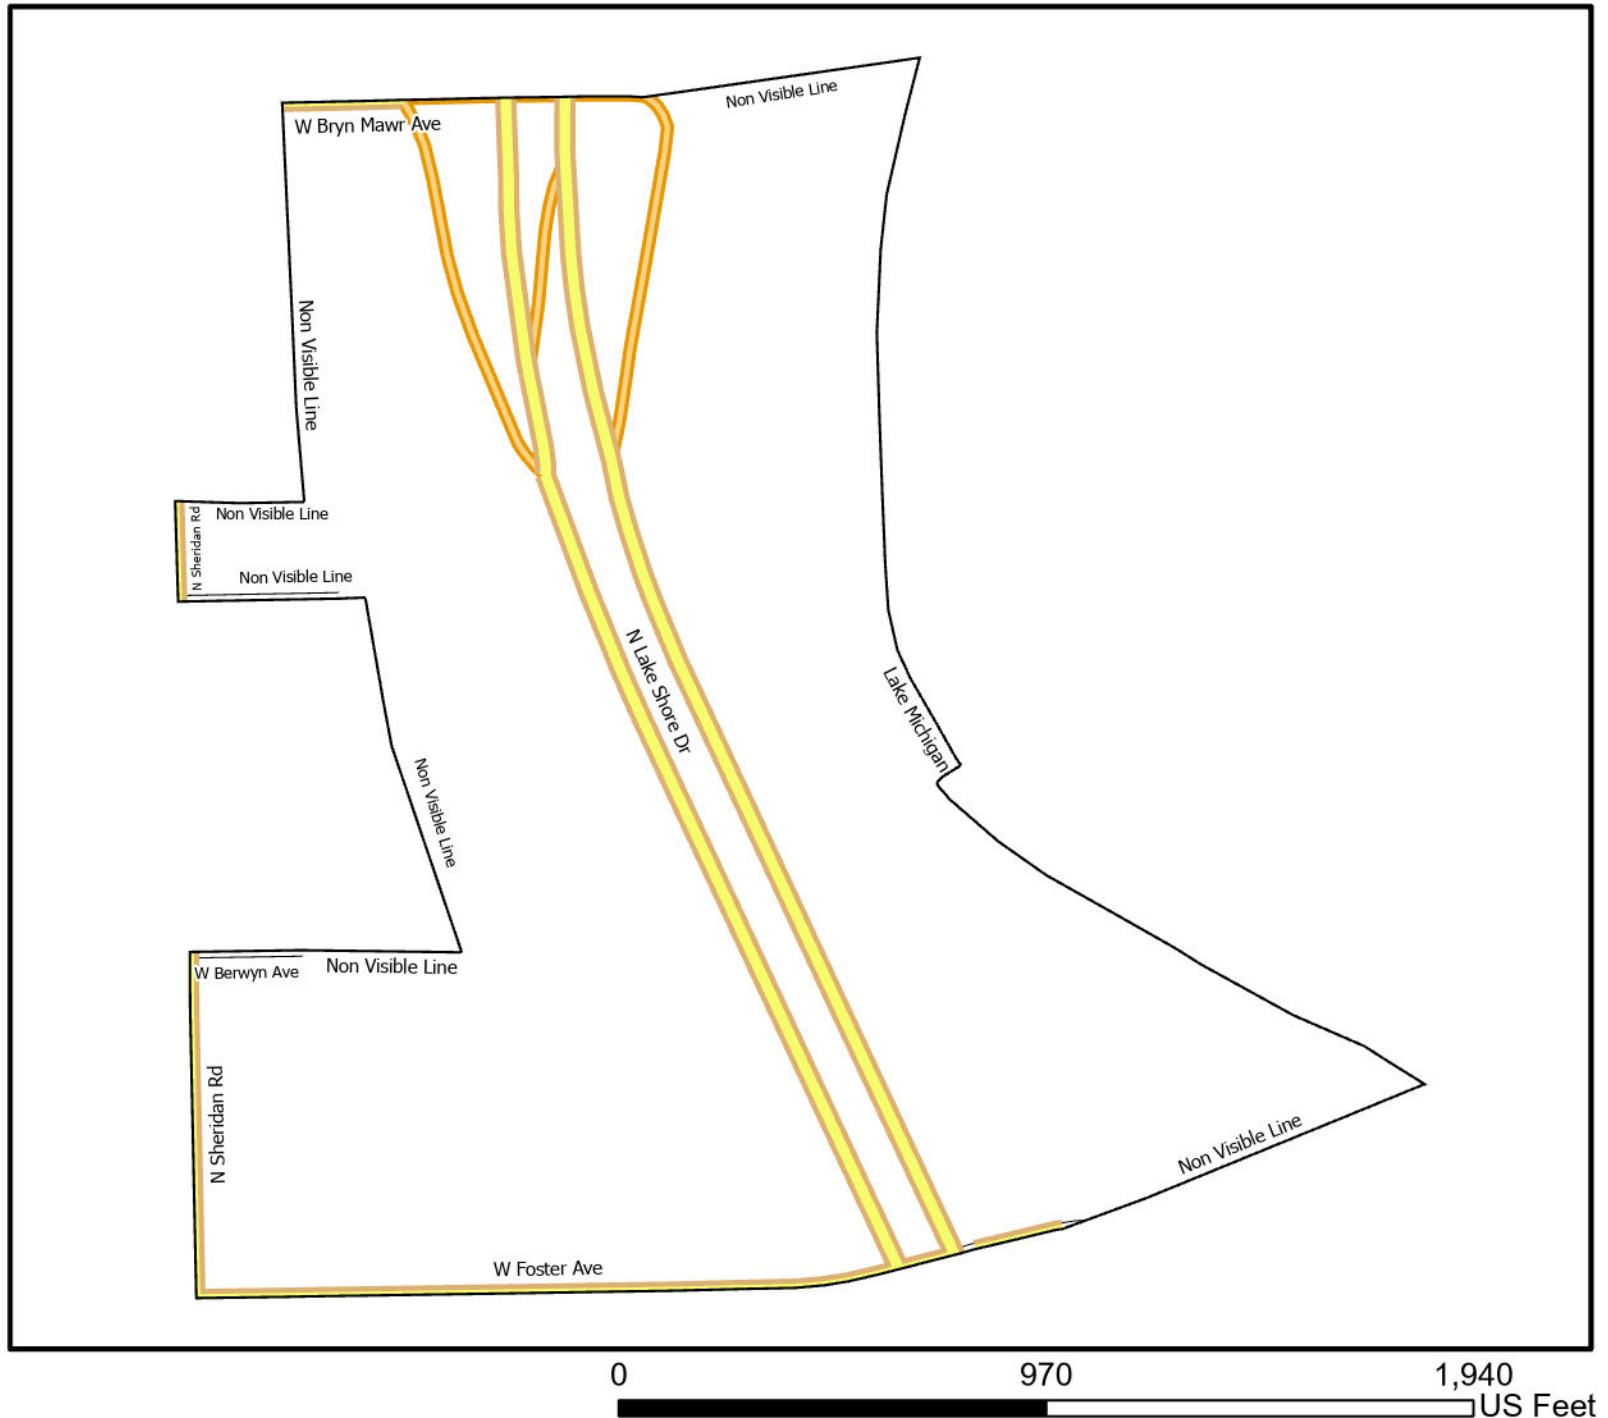 Non Visible Line
W Bryn Mawr Ave
Non Visible Line
N Sheridan Rd
Non Visible Line
Non Visible Line
N Lake Shore Dr
Lake Michigan
Non Visible Line
W Berwyn Ave
Non Visible Line
N Sheridan Rd
Non Visible Line
W Foster Ave
0 970 1,940
US Feet